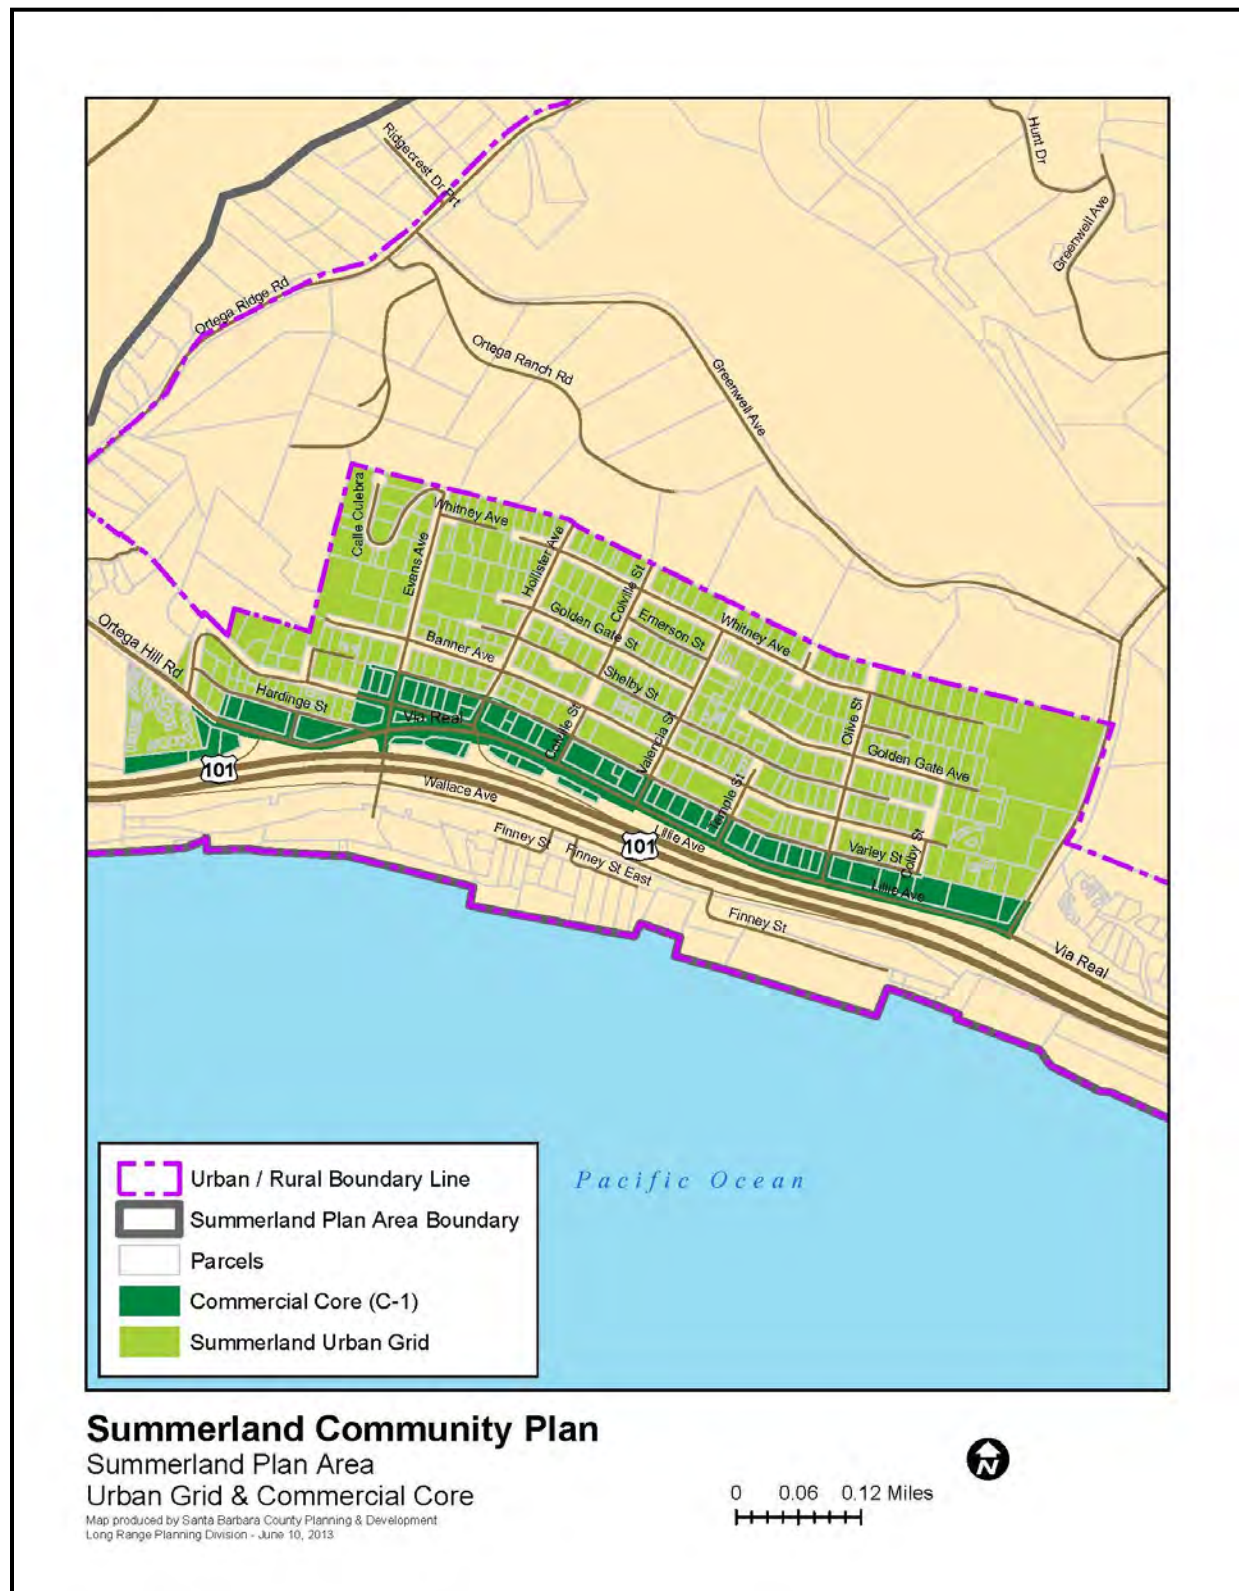 Hunt Dr
Ridgecrest Dr Prt
Greenwell Ave
Ortega Ridge Rd
Ortega Ranch Rd
Greenwell Ave
Calle Culebra
Whitney Ave
Hollister Ave
Evans Ave
Colville St
Golden Gate St
Emerson St
Whitney Ave
Ortega Hill Rd
Banner Ave
Shelby St
Hardinge St
Via Real
Colville St
Valencia St
Olive St
Golden Gate Ave
101
Wallace Ave
Temple St
Finney St
Finney St East
101
Lillie Ave
Varley St
Colby St
Lillie Ave
Finney St
Via Real
Pacific Ocean
Urban / Rural Boundary Line
Summerland Plan Area Boundary
Parcels
Commercial Core (C-1)
Summerland Urban Grid
Summerland Community Plan
Summerland Plan Area
Urban Grid & Commercial Core
Map produced by Santa Barbara County Planning & Development
Long Range Planning Division - June 10, 2013
N
0 0.06 0.12 Miles